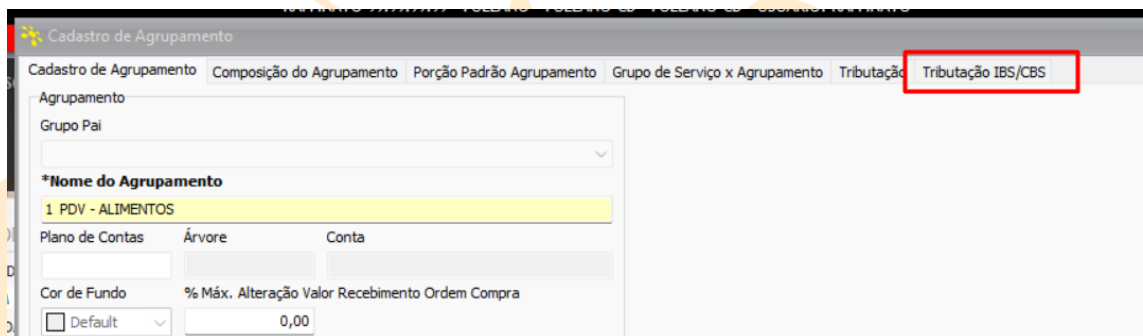 Cadastro de Agrupamento
Cadastro de Agrupamento Composição do Agrupamento Porção Padrão Agrupamento Grupo de Serviço x Agrupamento Tributação Tributação IBS/CBS
Agrupamento
Grupo Pai
*Nome do Agrupamento
1 PDV - ALIMENTOS
Plano de Contas Árvore Conta
Cor de Fundo % Máx. Alteração Valor Recebimento Ordem Compra
Default 0,00